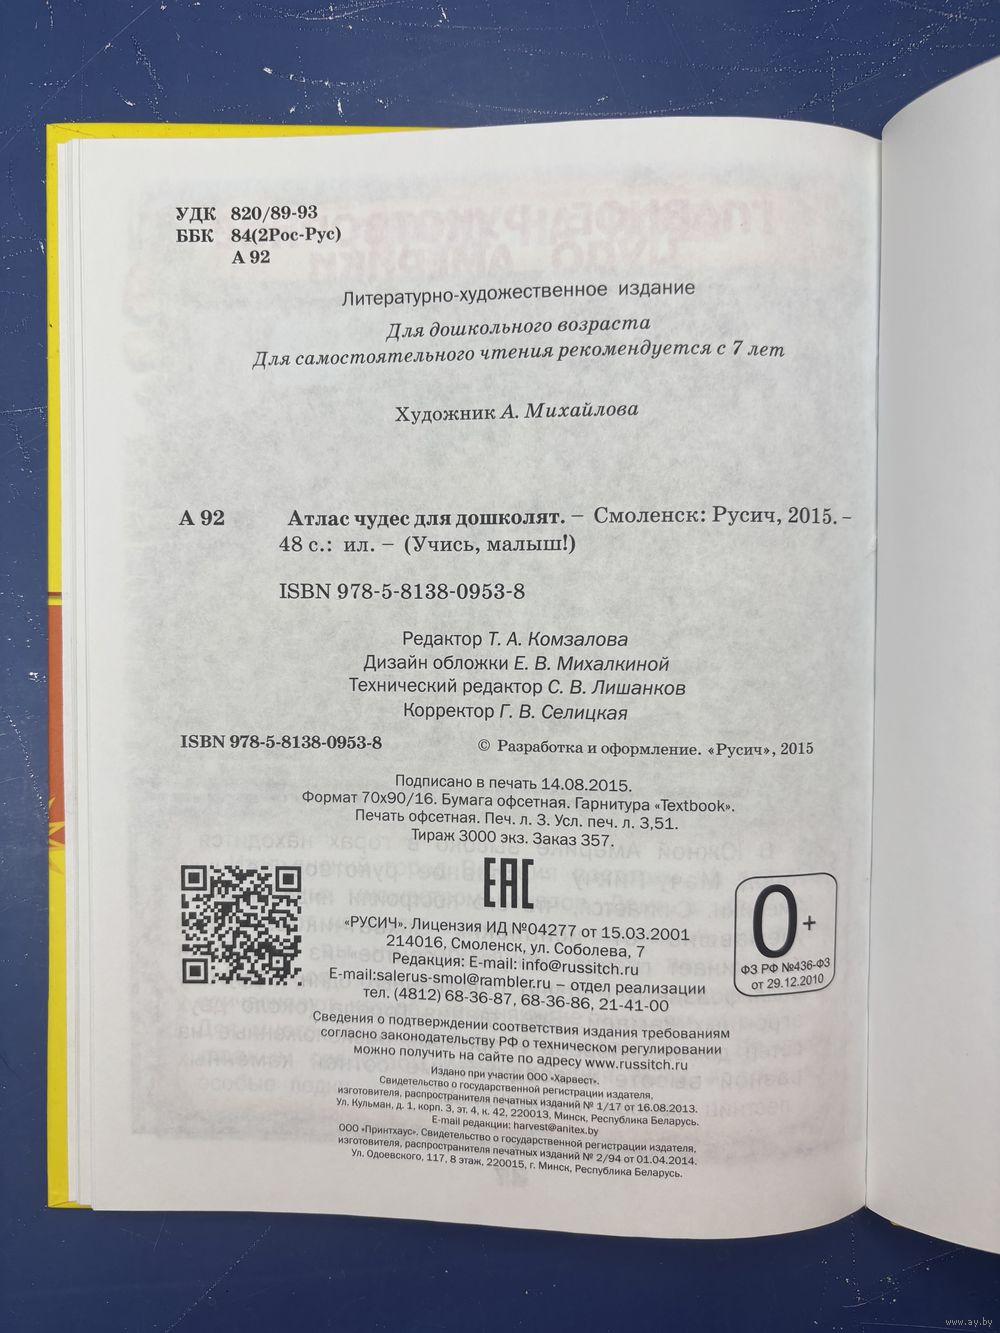 УДК 820/89-93
ББК 84(2Рос-Рус)
А 92
Литературно-художественное издание
Для дошкольного возраста
Для самостоятельного чтения рекомендуется с 7 лет
Художник А. Михайлова
А 92 Атлас чудес для дошколят. – Смоленск: Русич, 2015. –
48 с.: ил. – (Учись, малыш!)
ISBN 978-5-8138-0953-8
Редактор Т. А. Комзалова
Дизайн обложки Е. В. Михалкиной
Технический редактор С. В. Лишанков
Корректор Г. В. Селицкая
ISBN 978-5-8138-0953-8 © Разработка и оформление. «Русич», 2015
Подписано в печать 14.08.2015.
Формат 70х90/16. Бумага офсетная. Гарнитура «Textbook».
Печать офсетная. Печ. л. 3. Усл. печ. л. 3,51.
Тираж 3000 экз. Заказ 357.
ЕАС
«РУСИЧ». Лицензия ИД №04277 от 15.03.2001
214016, Смоленск, ул. Соболева, 7
Редакция: E-mail: info@russitch.ru
E-mail:salerus-smol@rambler.ru – отдел реализации
тел. (4812) 68-36-87, 68-36-86, 21-41-00
0+
ФЗ РФ №436-ФЗ
от 29.12.2010
Сведения о подтверждении соответствия издания требованиям
согласно законодательству РФ о техническом регулировании
можно получить на сайте по адресу www.russitch.ru
Издано при участии ООО «Харвест».
Свидетельство о государственной регистрации издателя,
изготовителя, распространителя печатных изданий № 1/17 от 16.08.2013.
Ул. Кульман, д. 1, корп. 3, эт. 4, к. 42, 220013, Минск, Республика Беларусь.
E-mail редакции: harvest@anitex.by
ООО «Принтхаус». Свидетельство о государственной регистрации издателя,
изготовителя, распространителя печатных изданий № 2/94 от 01.04.2014.
Ул. Одоевского, 117, 8 этаж, 220015, г. Минск, Республика Беларусь.
www.ay.by